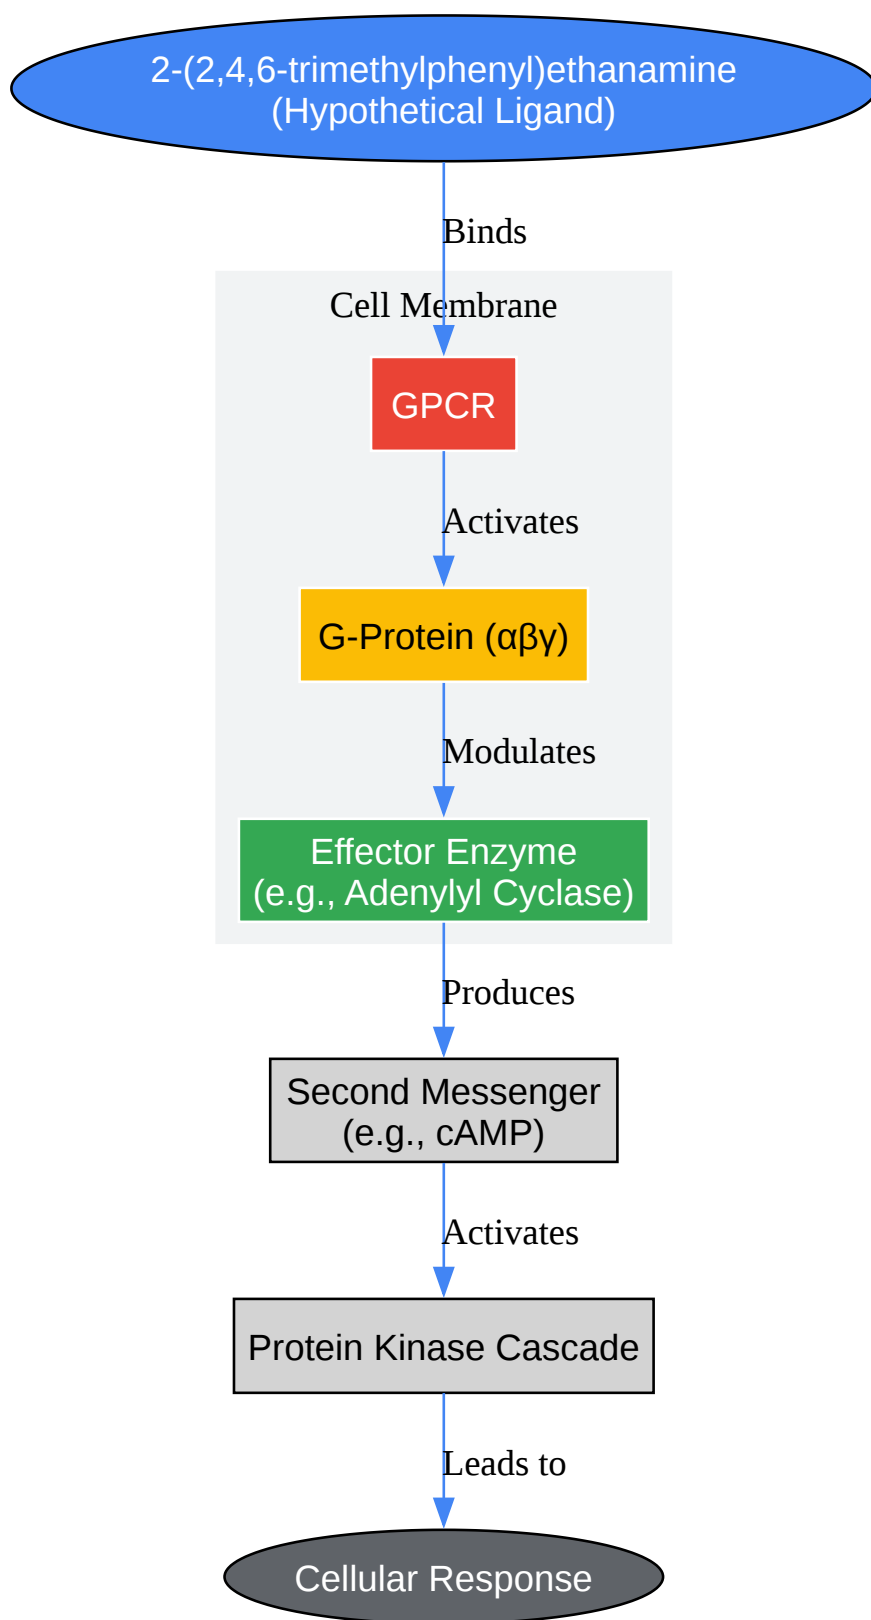 2-(2,4,6-trimethylphenyl)ethanamine
(Hypothetical Ligand)
Binds
Cell Membrane
GPCR
Activates
G-Protein (αβγ)
Modulates
Effector Enzyme
(e.g., Adenylyl Cyclase)
Produces
Second Messenger
(e.g., cAMP)
Activates
Protein Kinase Cascade
Leads to
Cellular Response